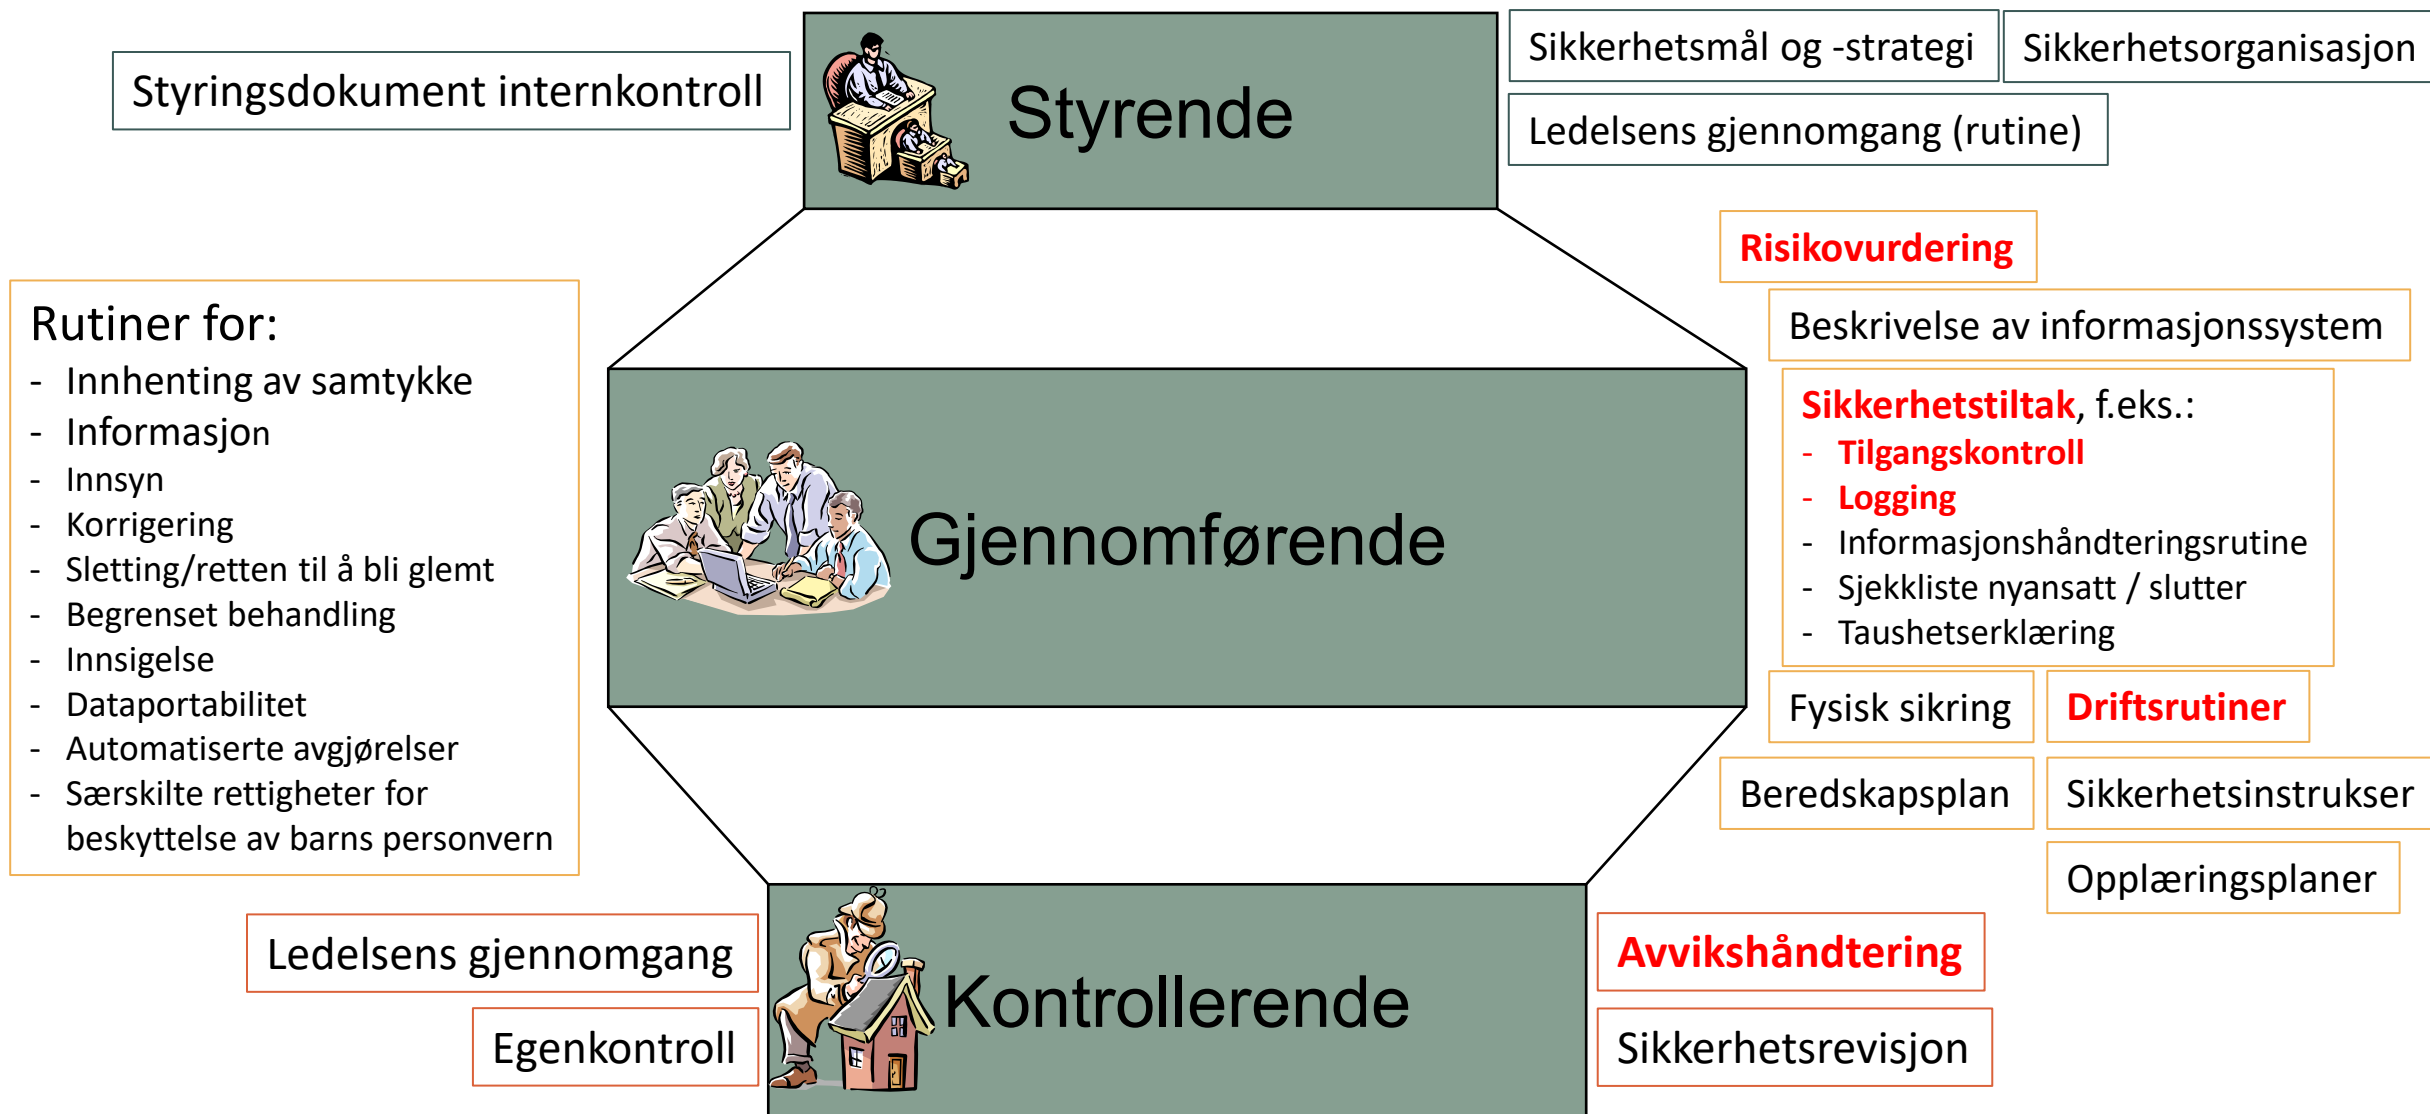 Styringsdokument internkontroll
Styrende
Sikkerhetsmål og -strategi
Sikkerhetsorganisasjon
Ledelsens gjennomgang (rutine)
Rutiner for:
- Innhenting av samtykke
- Informasjon
- Innsyn
- Korrigering
- Sletting/retten til å bli glemt
- Begrenset behandling
- Innsigelse
- Dataportabilitet
- Automatiserte avgjørelser
- Særskilte rettigheter for
beskyttelse av barns personvern
Gjennomførende
Risikovurdering
Beskrivelse av informasjonssystem
Sikkerhetstiltak, f.eks.:
- Tilgangskontroll
- Logging
- Informasjonshåndteringsrutine
- Sjekkliste nyansatt / slutter
- Taushetserklæring
Fysisk sikring
Driftsrutiner
Beredskapsplan
Sikkerhetsinstrukser
Opplæringsplaner
Ledelsens gjennomgang
Egenkontroll
Kontrollerende
Avvikshåndtering
Sikkerhetsrevisjon